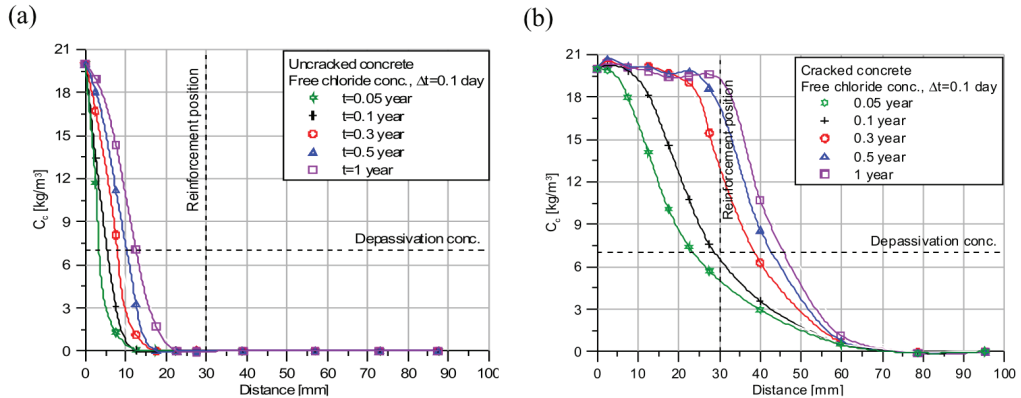 (a)
21
18
15
12
9
6
3
0
C_c [kg/m³]
0 10 20 30 40 50 60 70 80 90 100
Distance [mm]
Reinforcement position
Depassivation conc.
Uncracked concrete
Free chloride conc., Δt=0.1 day
t=0.05 year
t=0.1 year
t=0.3 year
t=0.5 year
t=1 year
(b)
21
18
15
12
9
6
3
0
C_c [kg/m³]
0 10 20 30 40 50 60 70 80 90 100
Distance [mm]
Reinforcement position
Depassivation conc.
Cracked concrete
Free chloride conc., Δt=0.1 day
0.05 year
0.1 year
0.3 year
0.5 year
1 year